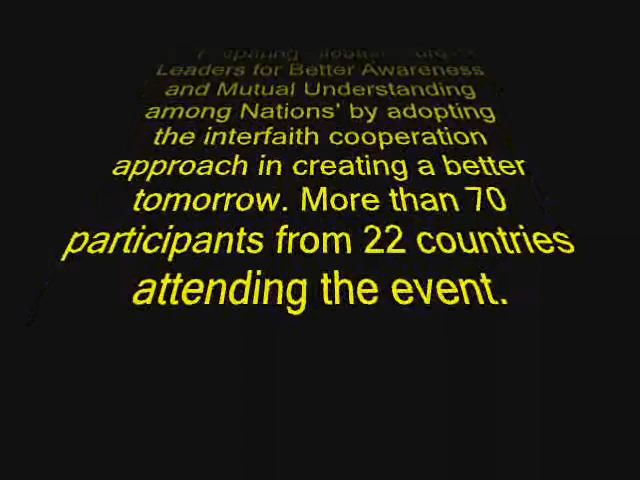 Leaders for Better Awareness
and Mutual Understanding
among Nations' by adopting
the interfaith cooperation
approach in creating a better
tomorrow. More than 70
participants from 22 countries
attending the event.